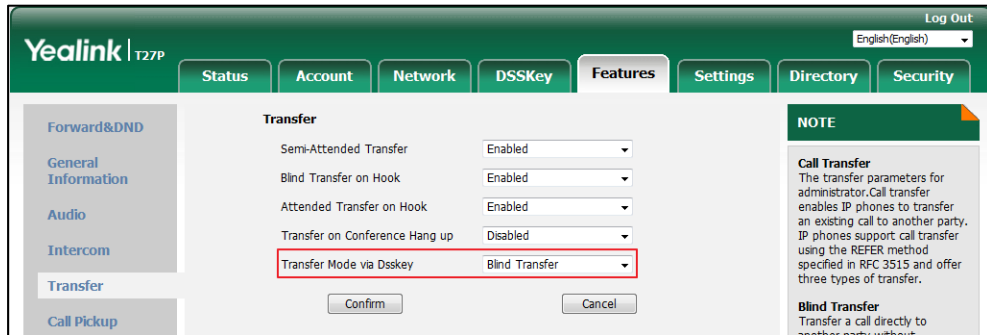 Log Out
Yealink T27P
English(English)
Status Account Network DSSKey Features Settings Directory Security
Forward&DND
General
Information
Audio
Intercom
Transfer
Call Pickup
Transfer
Semi-Attended Transfer Enabled
Blind Transfer on Hook Enabled
Attended Transfer on Hook Enabled
Transfer on Conference Hang up Disabled
Transfer Mode via Dsskey Blind Transfer
Confirm Cancel
NOTE
Call Transfer
The transfer parameters for
administrator.Call transfer
enables IP phones to transfer
an existing call to another party.
IP phones support call transfer
using the REFER method
specified in RFC 3515 and offer
three types of transfer.
Blind Transfer
Transfer a call directly to
another party without